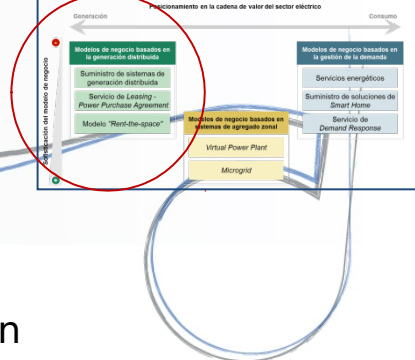 Posicionamiento en la cadena de valor del sector eléctrico
Generación
Consumo
Sofisticación del modelo de negocio
Modelos de negocio basados en
la generación distribuida
Suministro de sistemas de
generación distribuida
Servicio de Leasing -
Power Purchase Agreement
Modelo "Rent-the-space"
Modelos de negocio basados en
sistemas de agregado zonal
Virtual Power Plant
Microgrid
Modelos de negocio basados en
la gestión de la demanda
Servicios energéticos
Suministro de soluciones de
Smart Home
Servicio de
Demand Response
n